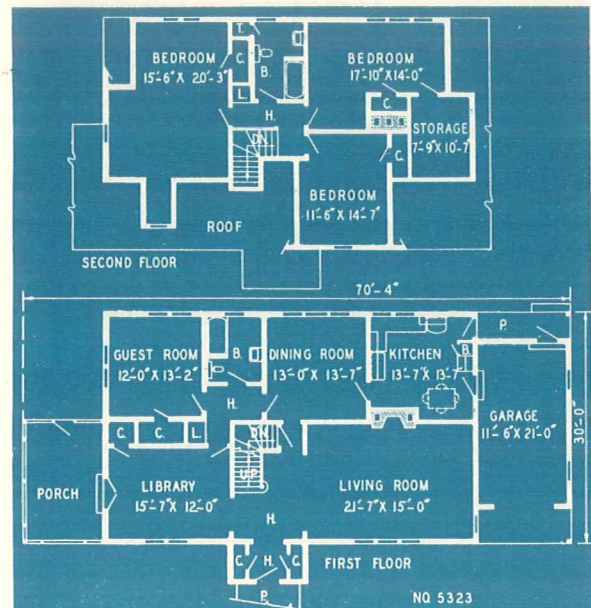 BEDROOM
15'-6" X 20'-3"
T.
C.
B.
L.
H.
DN.
BEDROOM
17'-10" X 14'-0"
C.
STORAGE
7'-9" X 10'-7"
C.
BEDROOM
11'-6" X 14'-7"
ROOF
SECOND FLOOR
70'-4"
GUEST ROOM
12'-0" X 13'-2"
B.
DINING ROOM
13'-0" X 13'-7"
KITCHEN
13'-7" X 13'-7"
B.
P.
H.
C.
C.
L.
DN.
UP
GARAGE
11'-6" X 21'-0"
30'-0"
PORCH
LIBRARY
15'-7" X 12'-0"
LIVING ROOM
21'-7" X 15'-0"
H.
C.
H.
C.
P.
FIRST FLOOR
NO. 5323